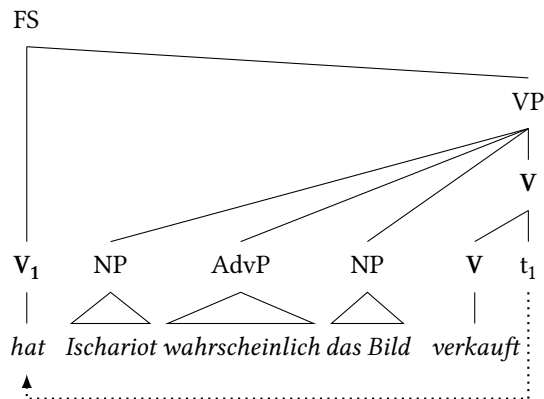 FS
VP
V
V₁ NP AdvP NP V t₁
hat Ischariot wahrscheinlich das Bild verkauft